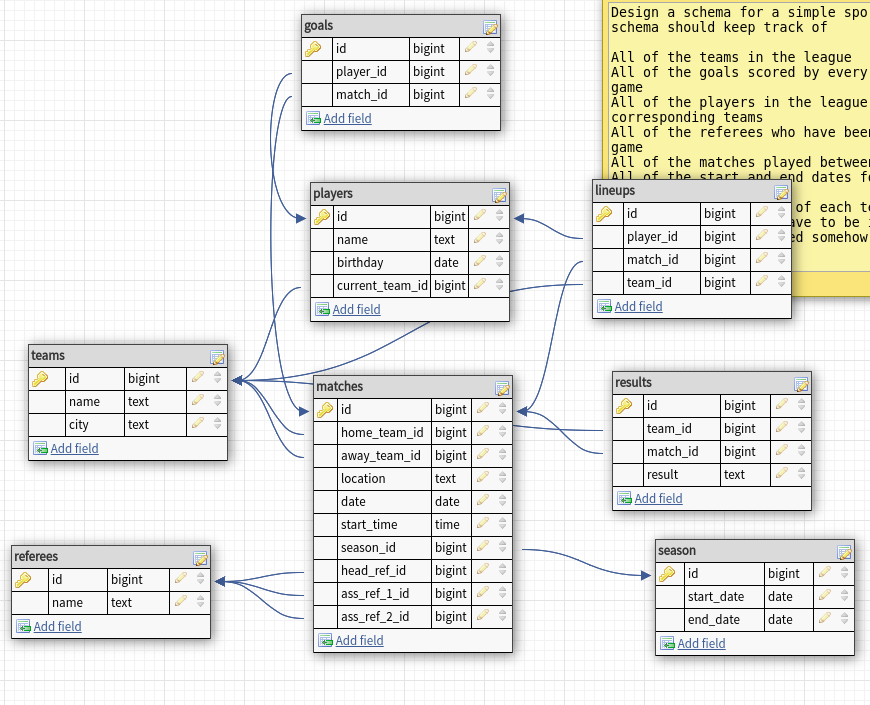 goals
id bigint
player_id bigint
match_id bigint
Add field
Design a schema for a simple spo
schema should keep track of
All of the teams in the league
All of the goals scored by every
game
All of the players in the league
corresponding teams
All of the referees who have been
game
All of the matches played between
All of the start and end dates fo
of each te
ave to be
ed somehow
players
id bigint
name text
birthday date
current_team_id bigint
Add field
lineups
id bigint
player_id bigint
match_id bigint
team_id bigint
Add field
teams
id bigint
name text
city text
Add field
matches
id bigint
home_team_id bigint
away_team_id bigint
location text
date date
start_time time
season_id bigint
head_ref_id bigint
ass_ref_1_id bigint
ass_ref_2_id bigint
Add field
results
id bigint
team_id bigint
match_id bigint
result text
Add field
referees
id bigint
name text
Add field
season
id bigint
start_date date
end_date date
Add field